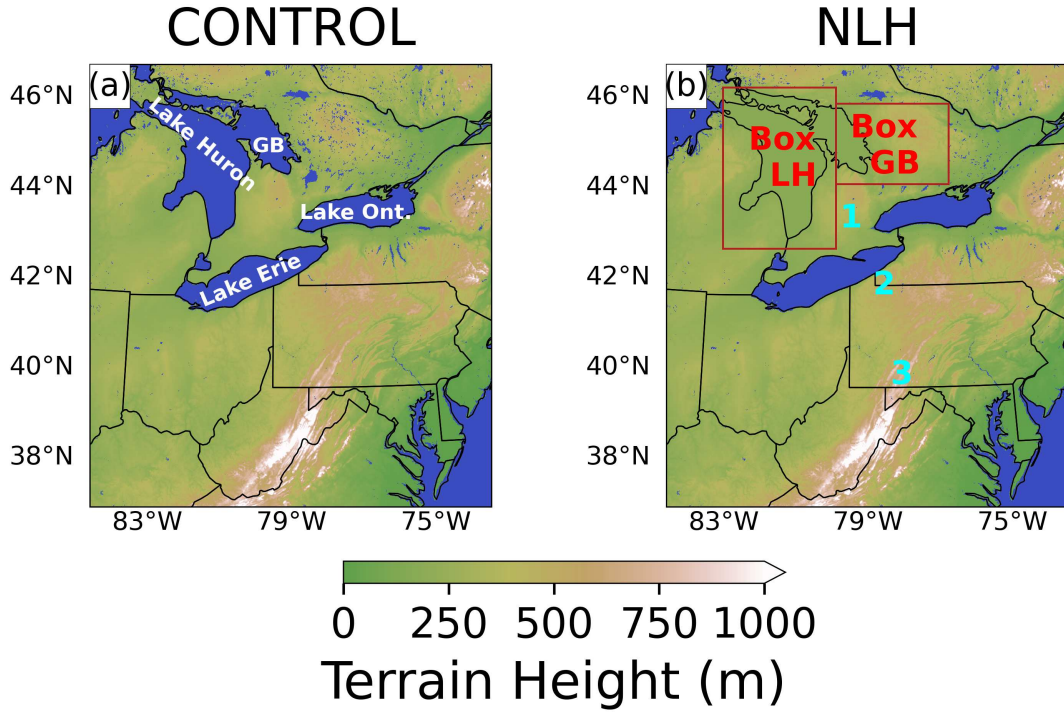 CONTROL
NLH
(a)
46°N
44°N
42°N
40°N
38°N
83°W
79°W
75°W
Lake Huron
GB
Lake Ont.
Lake Erie
(b)
46°N
44°N
42°N
40°N
38°N
83°W
79°W
75°W
Box
LH
Box
GB
1
2
3
0
250
500
750
1000
Terrain Height (m)